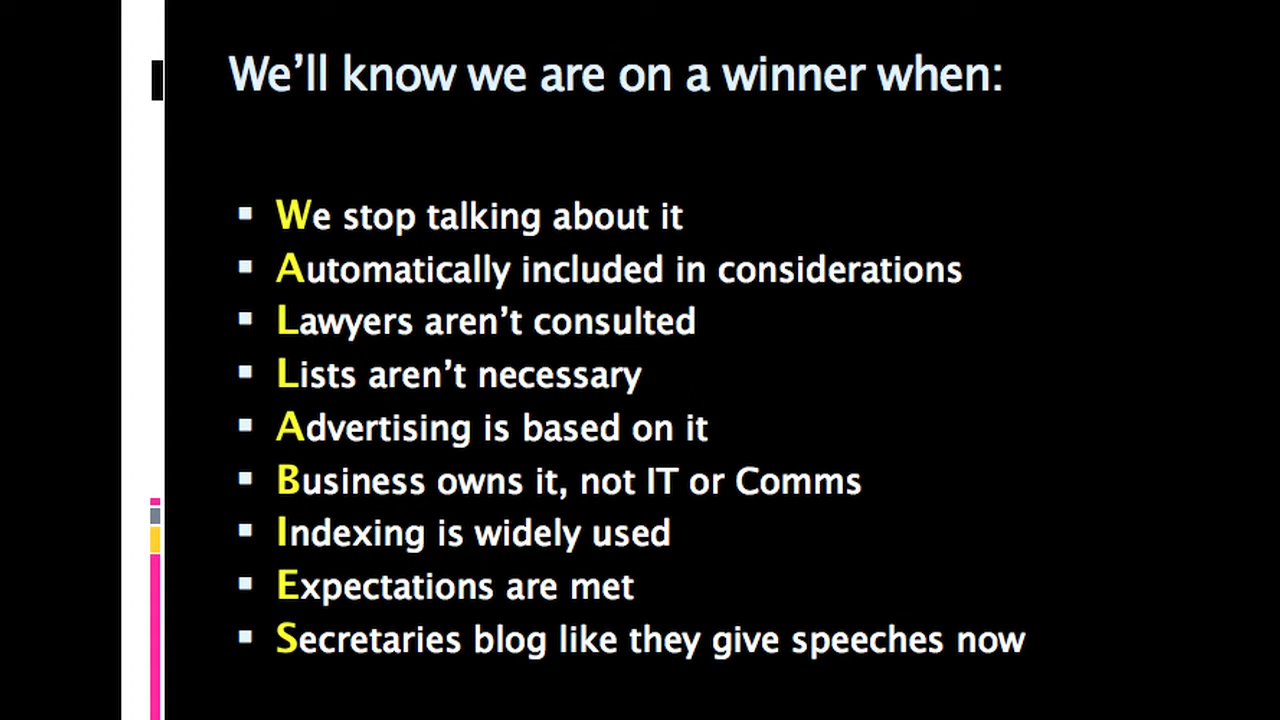 We’ll know we are on a winner when:
We stop talking about it
Automatically included in considerations
Lawyers aren’t consulted
Lists aren’t necessary
Advertising is based on it
Business owns it, not IT or Comms
Indexing is widely used
Expectations are met
Secretaries blog like they give speeches now